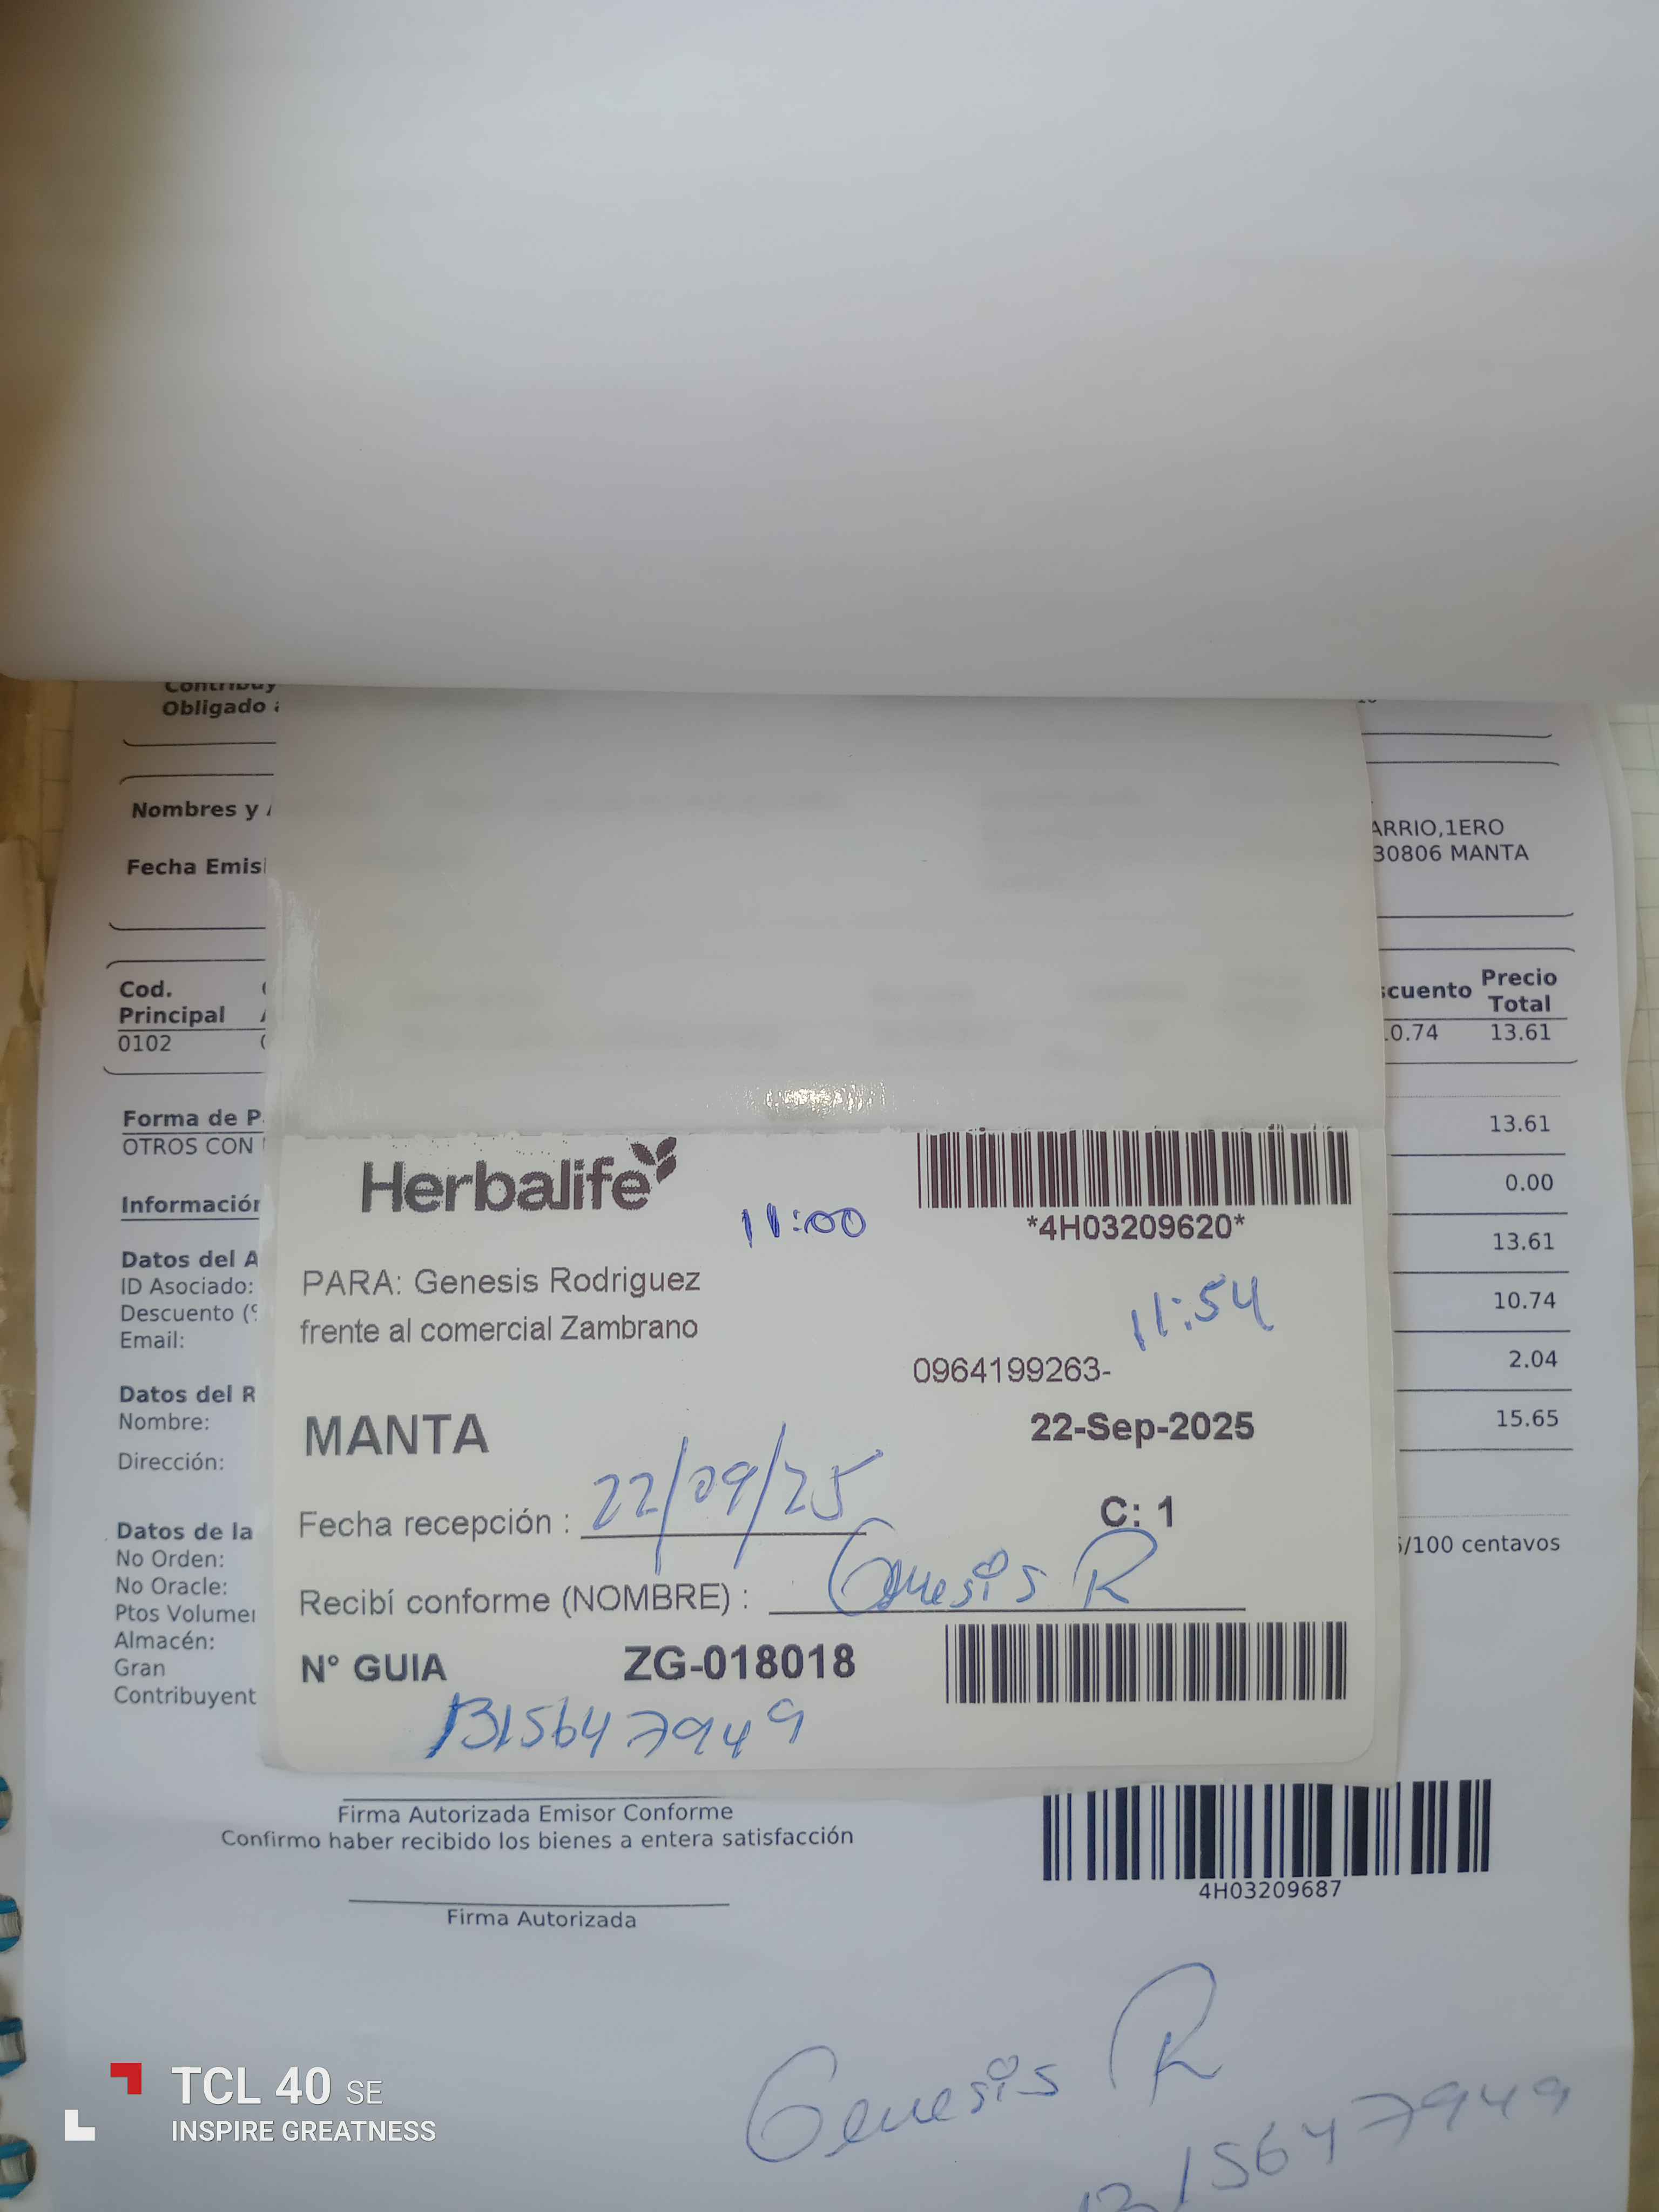 Obligado
Nombres y
Fecha Emisi
ARRIO,1ERO
30806 MANTA
Cod.
Principal
scuento
Precio
Total
0102
0.74
13.61
Forma de P
OTROS CON
13.61
0.00
Información
13.61
Datos del A
ID Asociado:
Descuento (%
Email:
10.74
2.04
Datos del R
Nombre:
15.65
Dirección:
Datos de la
No Orden:
No Oracle:
Ptos Volumen
Almacén:
Gran
Contribuyent
/100 centavos
Herbalife
11:00
*4H03209620*
PARA: Genesis Rodriguez
11:54
frente al comercial Zambrano
0964199263-
MANTA
22-Sep-2025
Fecha recepción : 22/09/25
C: 1
Recibí conforme (NOMBRE) : Genesis R
N° GUIA ZG-018018
1315647949
Firma Autorizada Emisor Conforme
Confirmo haber recibido los bienes a entera satisfacción
4H03209687
Firma Autorizada
Genesis R
1315647949
TCL 40 SE
INSPIRE GREATNESS